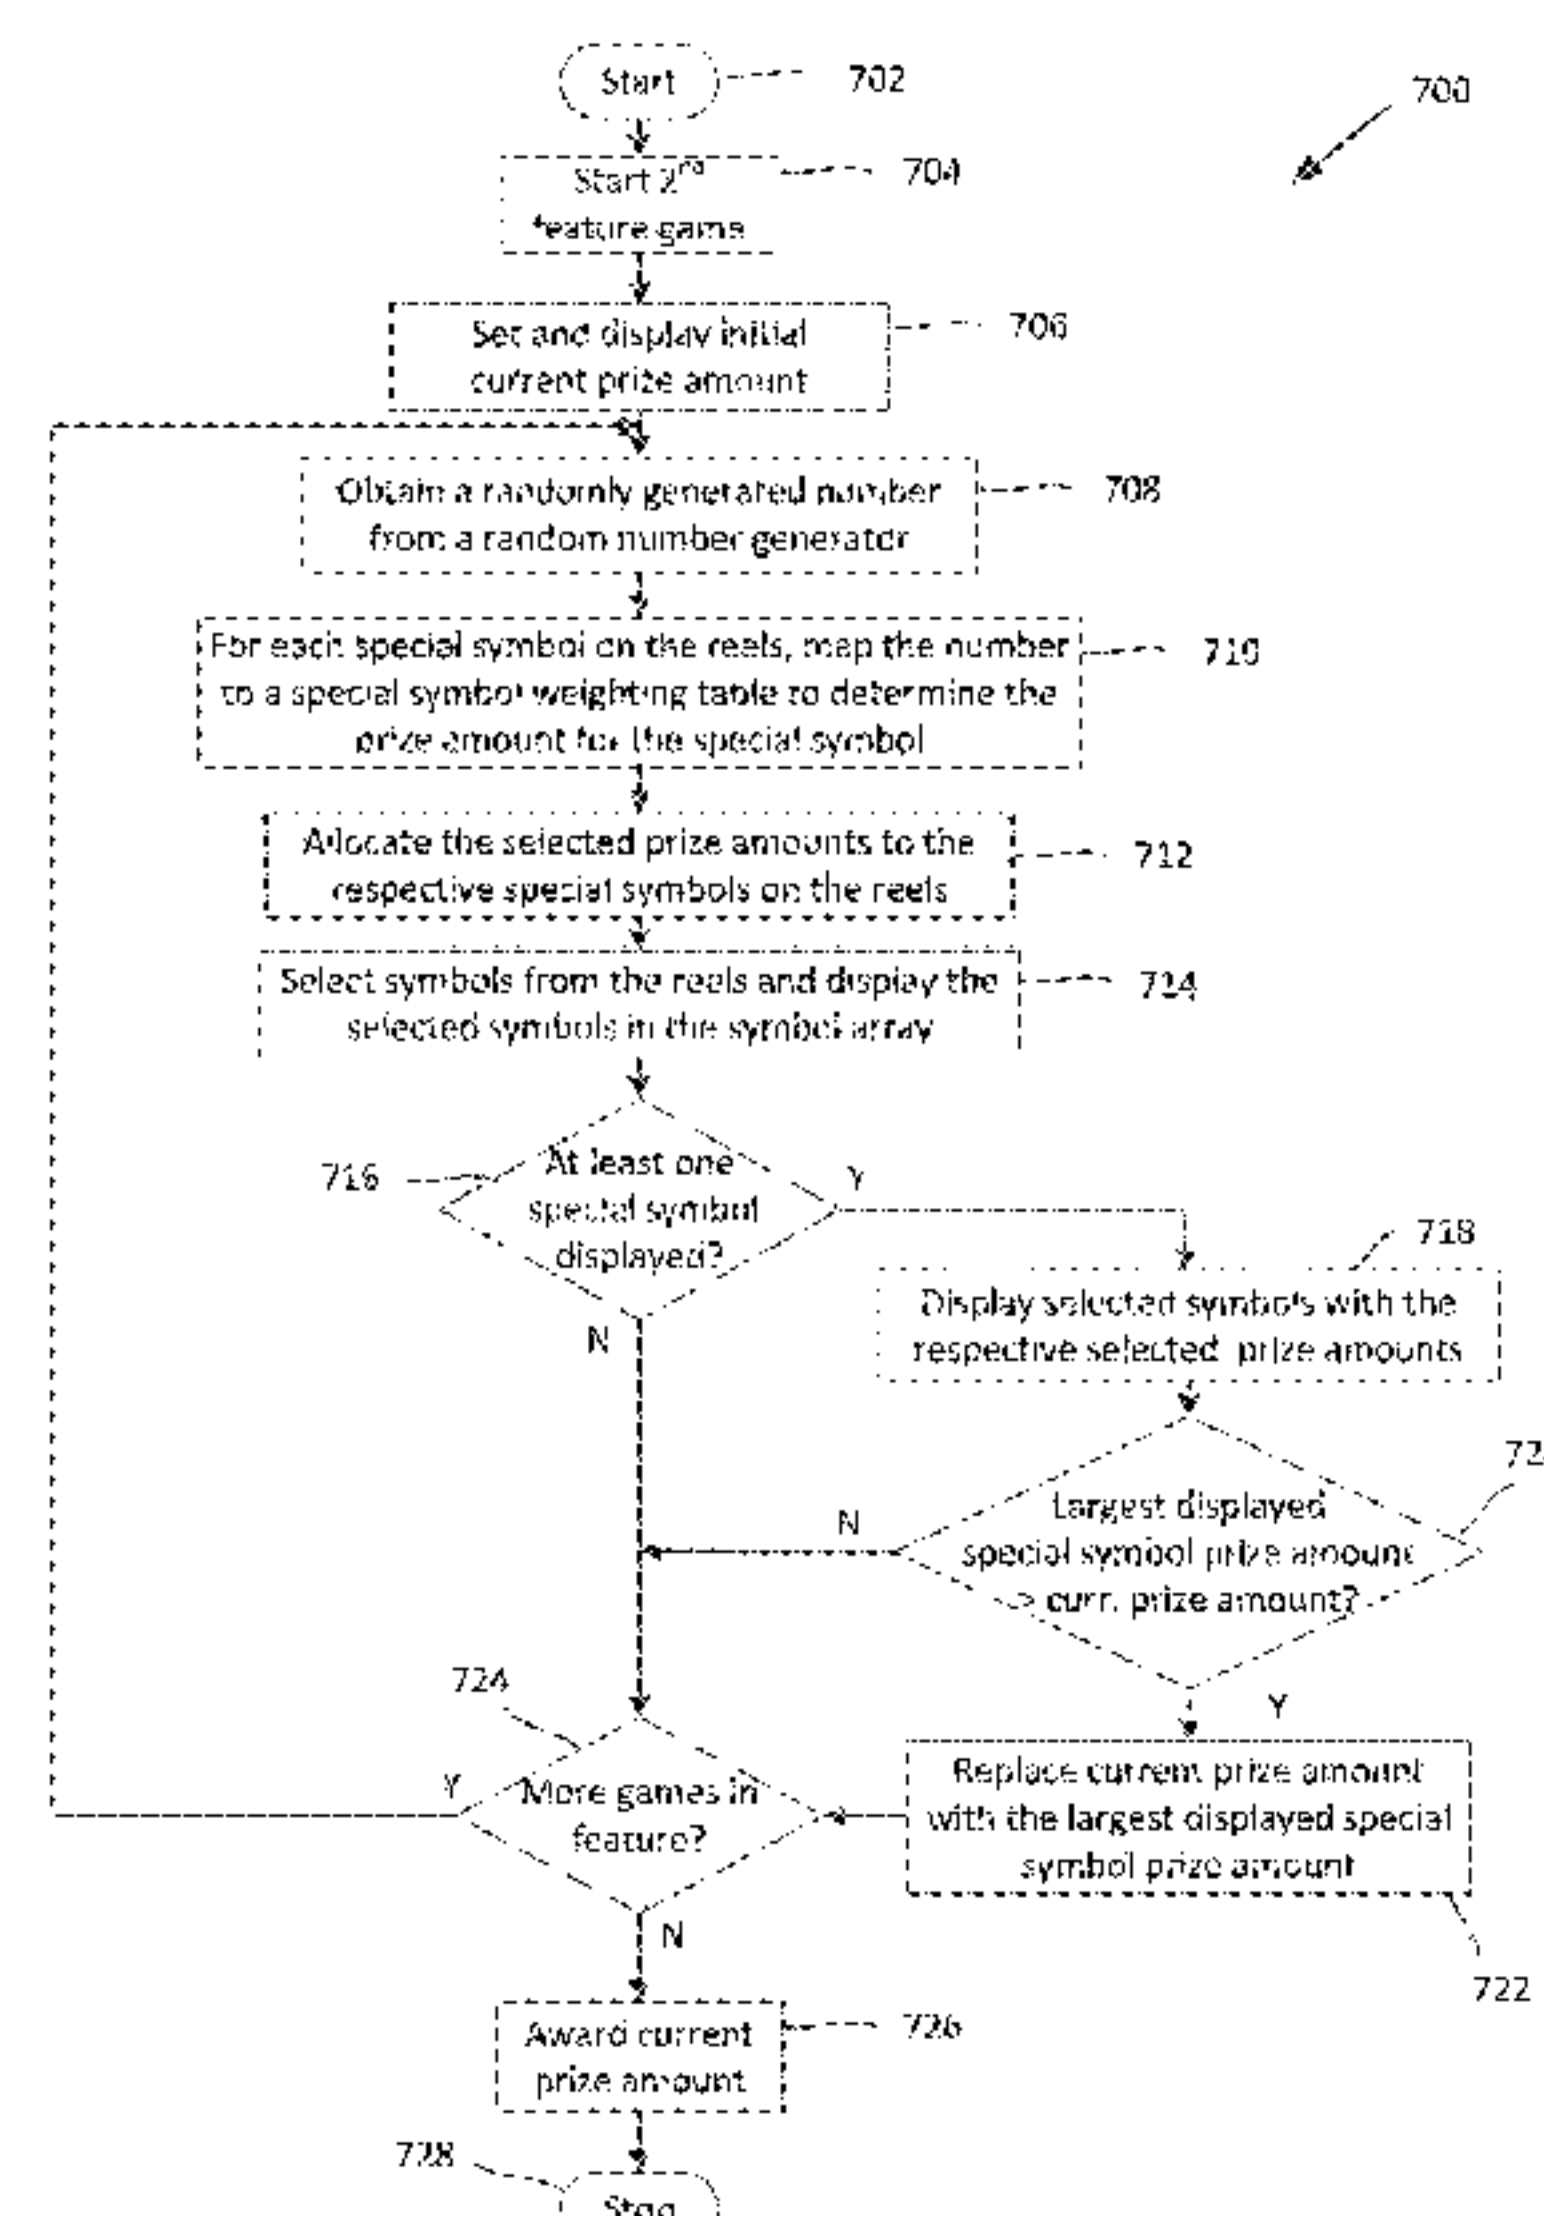 Start
702
700
Start 2nd
feature game
704
Set and display initial
current prize amount
706
Obtain a randomly generated number
from a random number generator
708
For each special symbol on the reels, map the number
to a special symbol weighting table to determine the
prize amount for the special symbol
710
Allocate the selected prize amounts to the
respective special symbols on the reels
712
Select symbols from the reels and display the
selected symbols in the symbol array
714
716
At least one
special symbol
displayed?
Y
N
718
Display selected symbols with the
respective selected prize amounts
72
Largest displayed
special symbol prize amount
> curr. prize amount?
N
Y
724
More games in
feature?
Y
N
Replace current prize amount
with the largest displayed special
symbol prize amount
722
Award current
prize amount
726
728
Stop